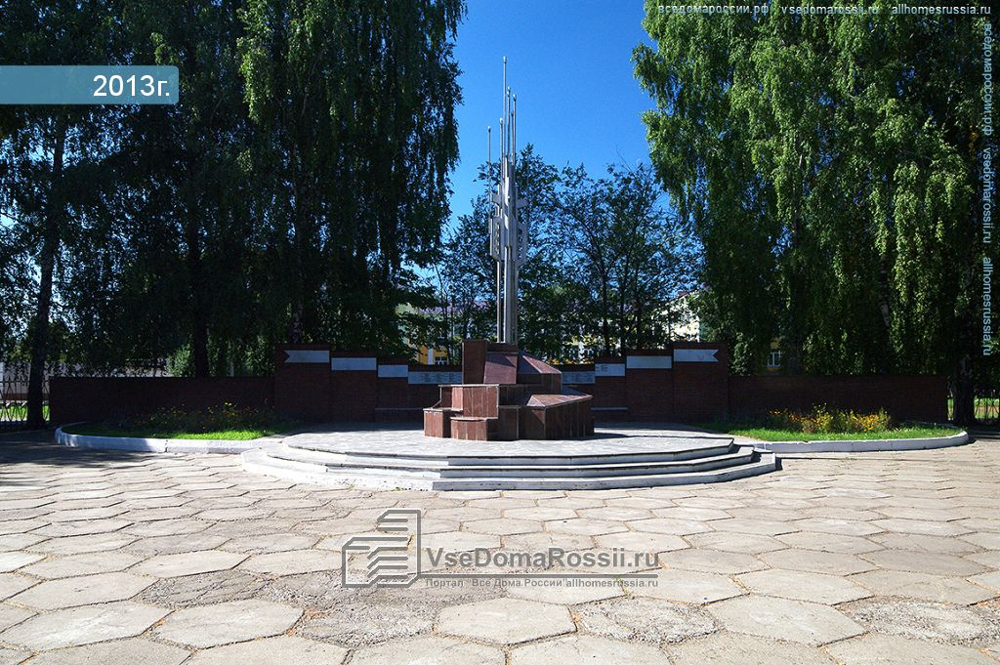 вседомароссии.рф VseDomaRossii.ru allhomesrussia.ru
вседомароссии.рф vsedomarossii.ru allhomesrussia.ru
2013г.
VseDomaRossii.ru
Портал "Все Дома России" allhomesrussia.ru